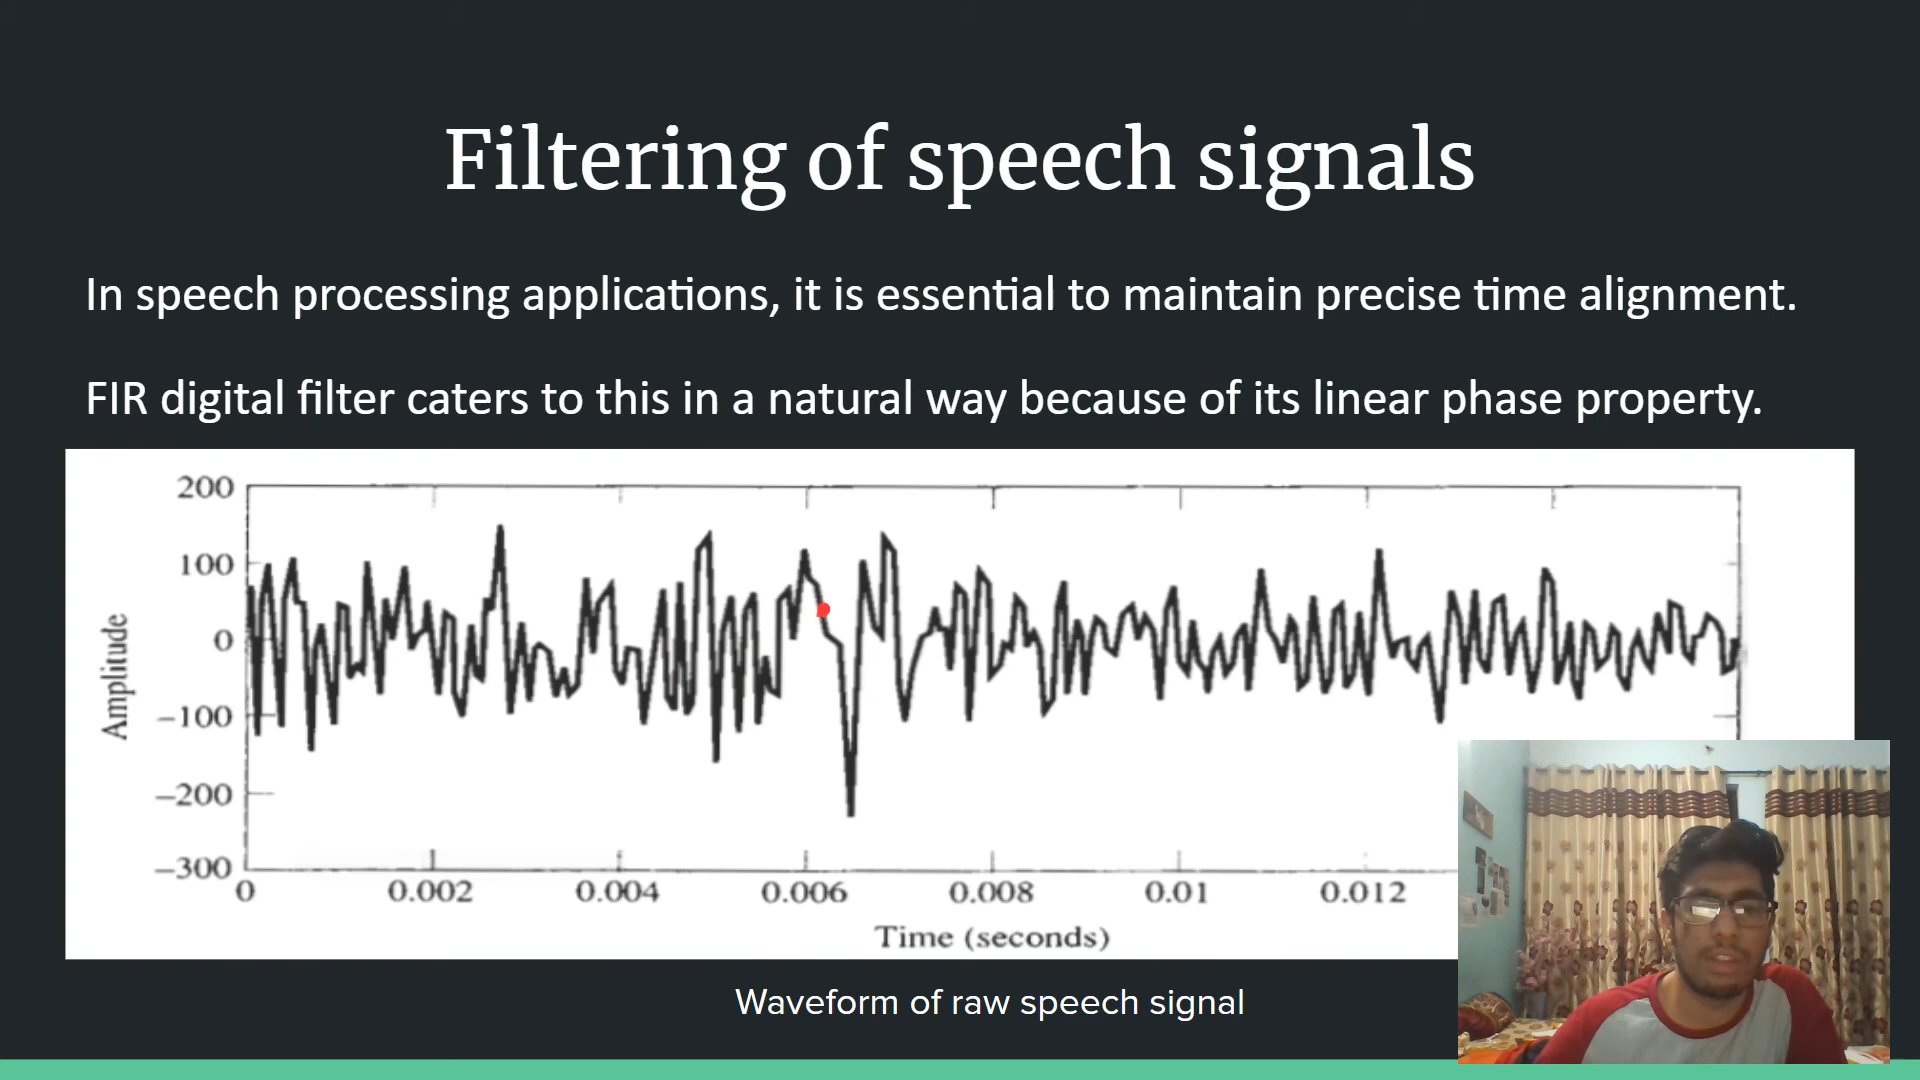 Filtering of speech signals
In speech processing applications, it is essential to maintain precise time alignment.
FIR digital filter caters to this in a natural way because of its linear phase property.
200
100
0
−100
−200
−300
Amplitude
0 0.002 0.004 0.006 0.008 0.01 0.012
Time (seconds)
Waveform of raw speech signal